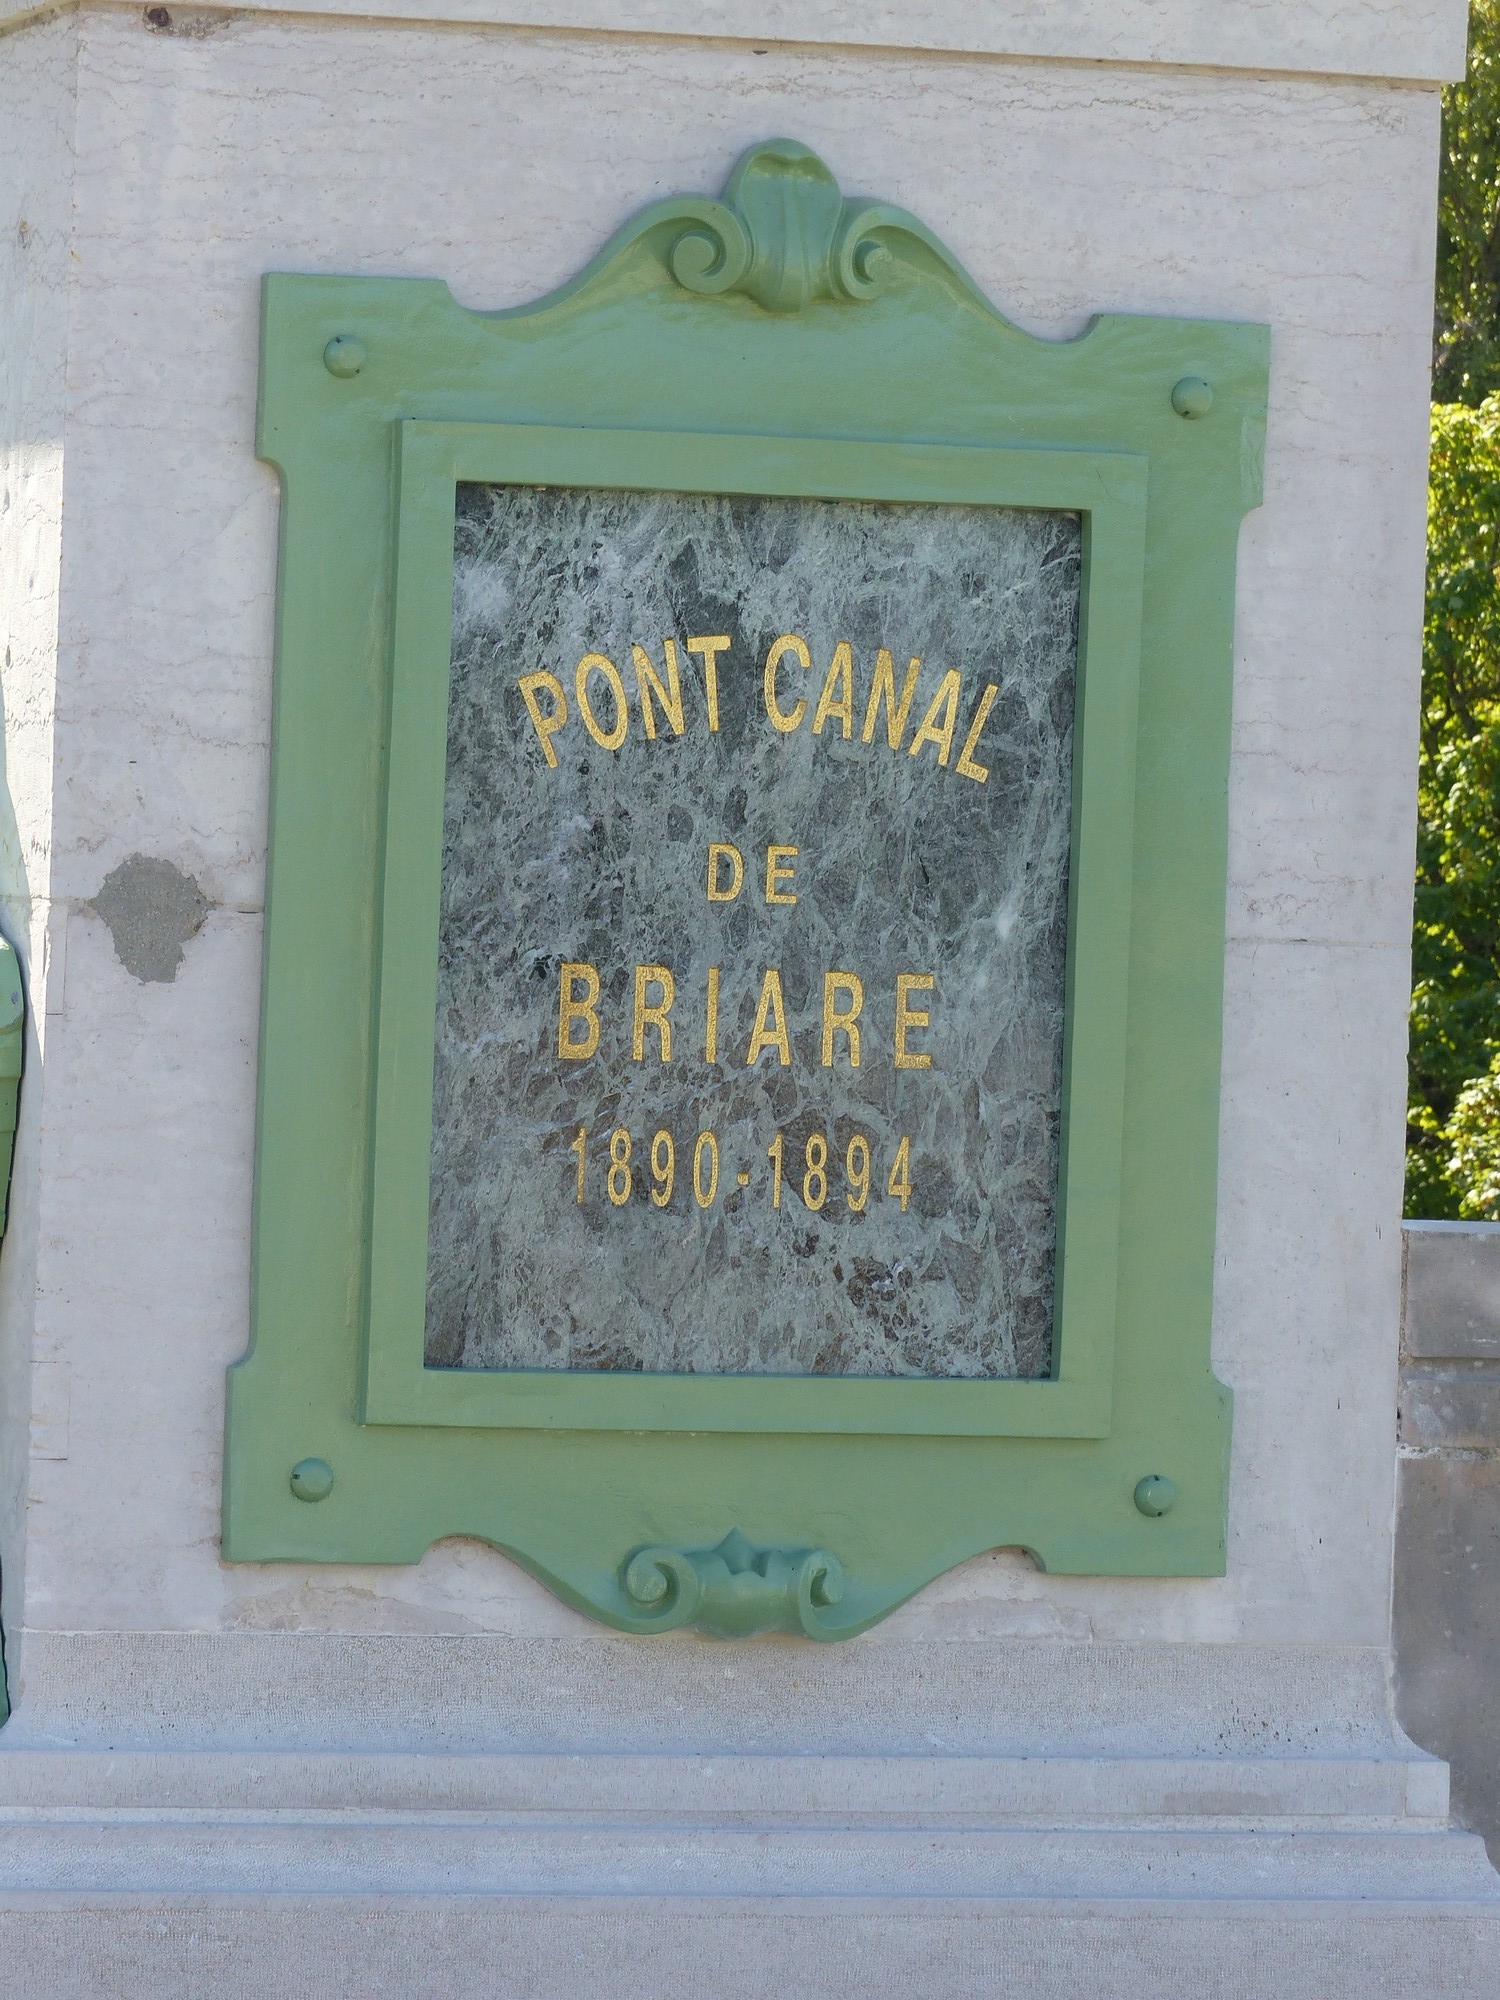 PONT CANAL
DE
BRIARE
1890-1894